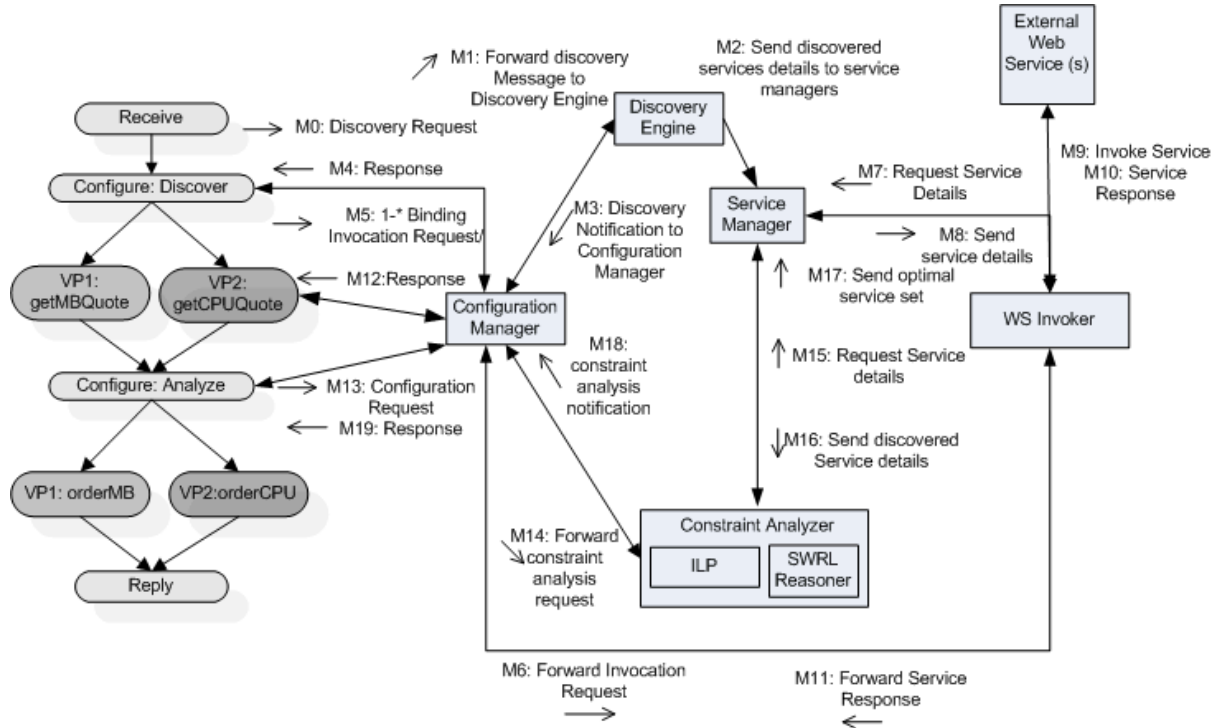 External
Web
Service (s)
M1: Forward discovery
Message to
Discovery Engine
M2: Send discovered
services details to service
managers
Receive
M0: Discovery Request
Discovery
Engine
M4: Response
Configure: Discover
M9: Invoke Service
M10: Service
Response
M7: Request Service
Details
M5: 1-* Binding
Invocation Request/
M3: Discovery
Notification to
Configuration
Manager
Service
Manager
M8: Send
service details
VP1:
getMBQuote
VP2:
getCPUQuote
M12:Response
M17: Send optimal
service set
Configuration
Manager
WS Invoker
M18:
constraint
analysis
notification
M15: Request Service
details
Configure: Analyze
M13: Configuration
Request
M19: Response
M16: Send discovered
Service details
VP1: orderMB
VP2:orderCPU
Constraint Analyzer
ILP
SWRL
Reasoner
M14: Forward
constraint
analysis
request
Reply
M6: Forward Invocation
Request
M11: Forward Service
Response